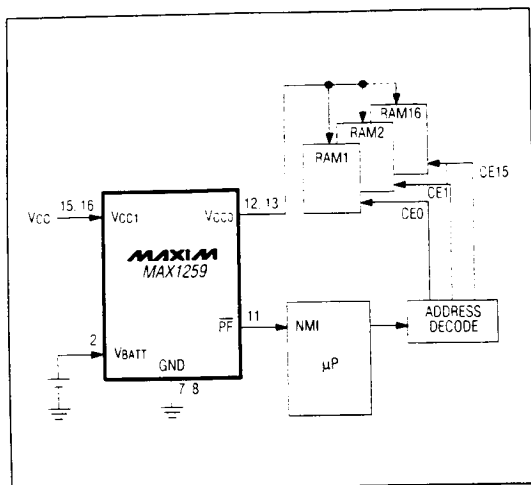 RAM16
RAM2
RAM1
CE15
CE1
CE0
15, 16
12, 13
VCC
VCC1
VCC0
MAXIM
MAX1259
11
PF
NMI
ADDRESS
DECODE
2
VBATT
µP
GND
7 8